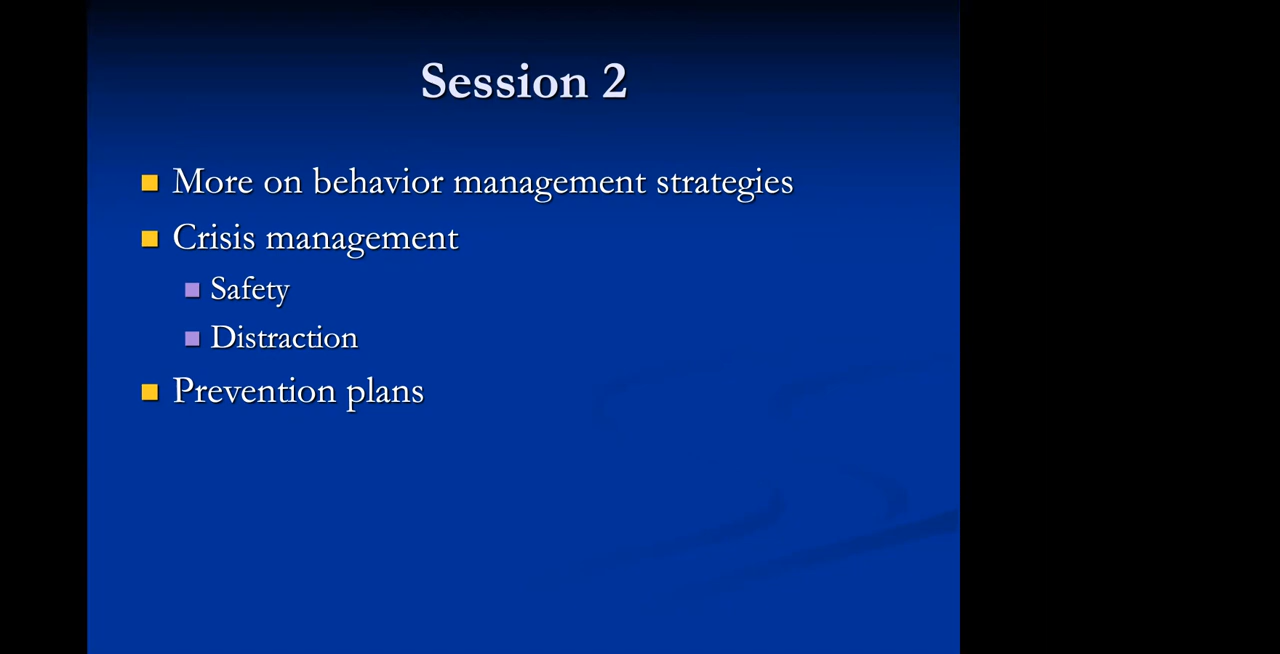 Session 2
More on behavior management strategies
Crisis management
Safety
Distraction
Prevention plans